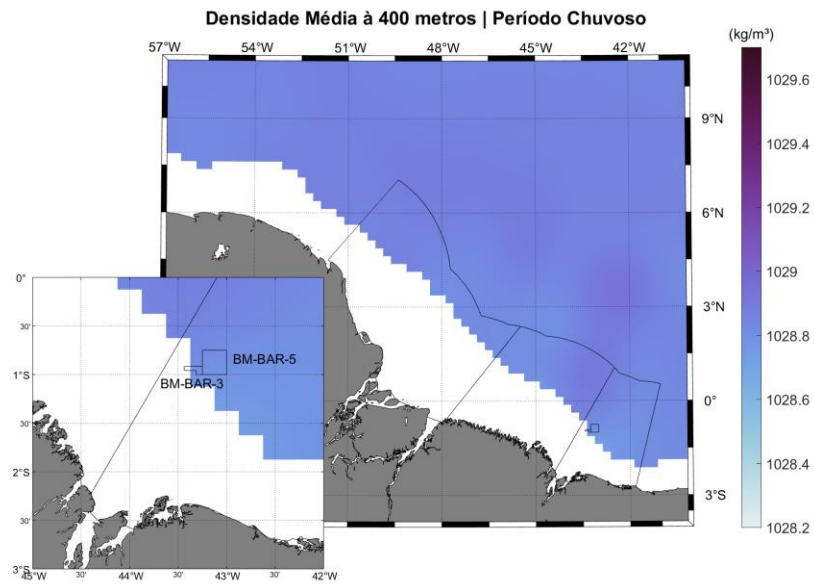 Densidade Média à 400 metros | Período Chuvoso
(kg/m³)
57°W 54°W 51°W 48°W 45°W 42°W
9°N
6°N
3°N
0°
3°S
1029.6
1029.4
1029.2
1029
1028.8
1028.6
1028.4
1028.2
0°
30'
1°S
30'
2°S
30'
3°S
BM-BAR-5
BM-BAR-3
45°W 30' 44°W 30' 43°W 30' 42°W